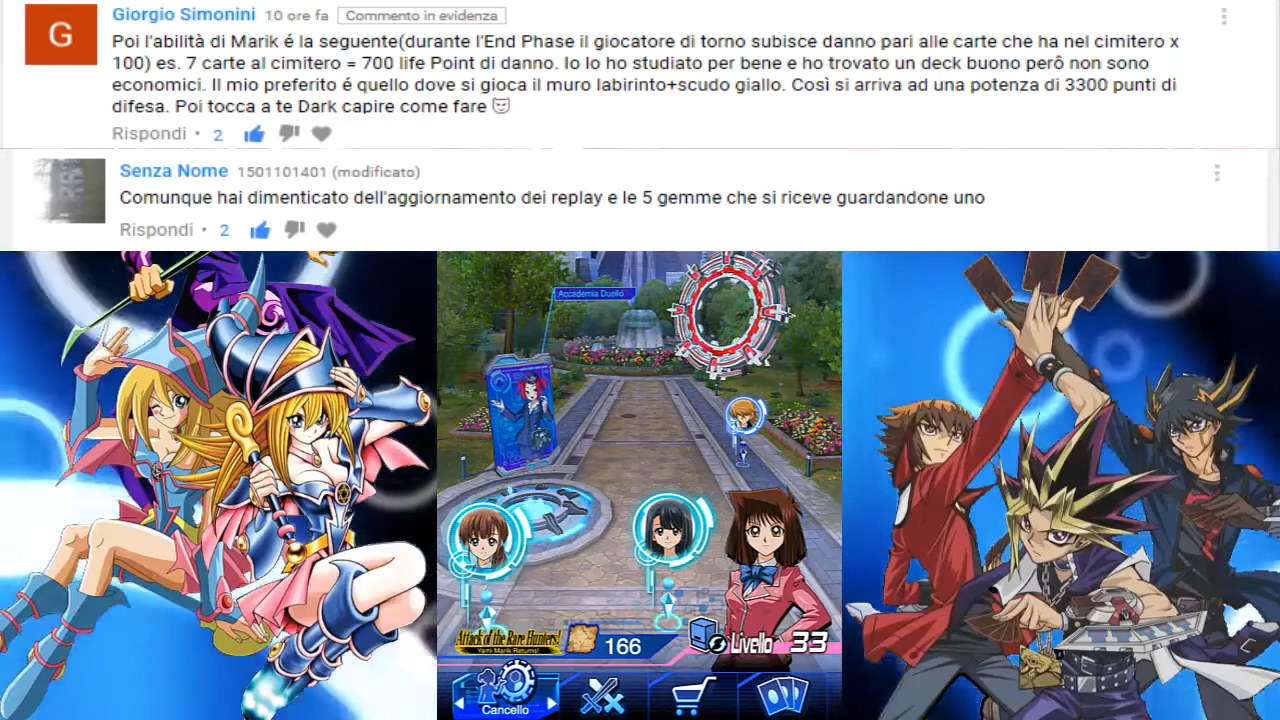 G
Giorgio Simonini 10 ore fa Commento in evidenza
Poi l'abilità di Marik é la seguente(durante l'End Phase il giocatore di torno subisce danno pari alle carte che ha nel cimitero x
100) es. 7 carte al cimitero = 700 life Point di danno. Io lo ho studiato per bene e ho trovato un deck buono però non sono
economici. Il mio preferito é quello dove si gioca il muro labirinto+scudo giallo. Così si arriva ad una potenza di 3300 punti di
difesa. Poi tocca a te Dark capire come fare 😈
Rispondi • 2
Senza Nome 1501101401 (modificato)
Comunque hai dimenticato dell'aggiornamento dei replay e le 5 gemme che si riceve guardandone uno
Rispondi • 2
Accademia Duello
Attack of the Rare Hunters!
Yami Marik Returns!
166
Livello 33
Cancello